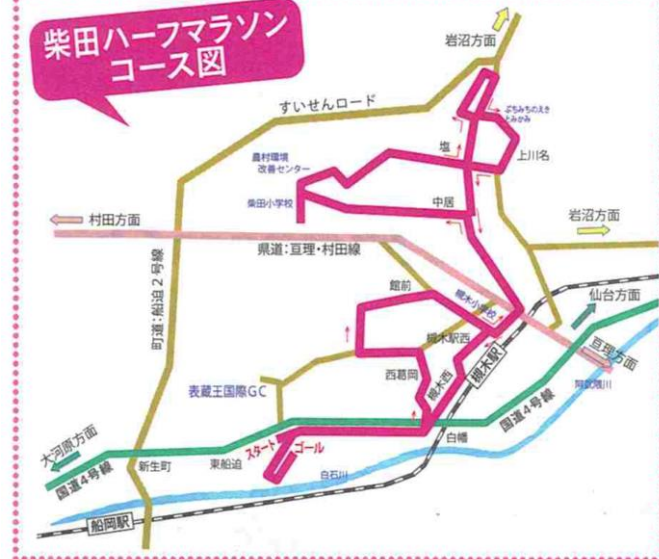 柴田ハーフマラソン
コース図
岩沼方面
すいせんロード
ぷちみちのえき
とみかみ
塩
上川名
農村環境
改善センター
柴田小学校
中居
村田方面
岩沼方面
県道:亘理・村田線
町道:船迫2号線
館前
槻木小学校
仙台方面
槻木駅西
亘理方面
西葛岡
槻木西
槻木駅
阿武隈川
表蔵王国際GC
国道4号線
大河原方面
スタート
ゴール
白幡
国道4号線
新生町
東船迫
白石川
船岡駅